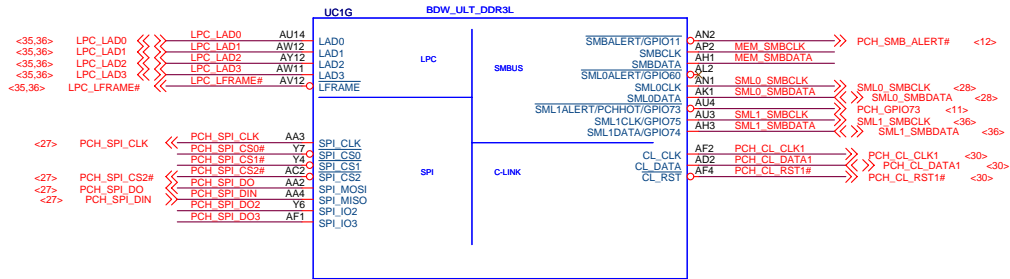 UC1G BDW_ULT_DDR3L
<35,36> LPC_LAD0 LPC_LAD0 AU14 LAD0
<35,36> LPC_LAD1 LPC_LAD1 AW12 LAD1
<35,36> LPC_LAD2 LPC_LAD2 AY12 LAD2
<35,36> LPC_LAD3 LPC_LAD3 AW11 LAD3
<35,36> LPC_LFRAME# LPC_LFRAME# AV12 LFRAME
LPC
SMBUS
SMBALERT/GPIO11 AN2 PCH_SMB_ALERT# <12>
SMBCLK AP2 MEM_SMBCLK
SMBDATA AH1 MEM_SMBDATA
SML0ALERT/GPIO60 AL2
SML0CLK AN1 SML0_SMBCLK SML0_SMBCLK <28>
SML0DATA AK1 SML0_SMBDATA SML0_SMBDATA <28>
SML1ALERT/PCHHOT/GPIO73 AU4 PCH_GPIO73 <11>
SML1CLK/GPIO75 AU3 SML1_SMBCLK SML1_SMBCLK <36>
SML1DATA/GPIO74 AH3 SML1_SMBDATA SML1_SMBDATA <36>
<27> PCH_SPI_CLK PCH_SPI_CLK AA3 SPI_CLK
PCH_SPI_CS0# Y7 SPI_CS0
PCH_SPI_CS1# Y4 SPI_CS1
<27> PCH_SPI_CS2# PCH_SPI_CS2# AC2 SPI_CS2
<27> PCH_SPI_DO PCH_SPI_DO AA2 SPI_MOSI
<27> PCH_SPI_DIN PCH_SPI_DIN AA4 SPI_MISO
PCH_SPI_DO2 Y6 SPI_IO2
PCH_SPI_DO3 AF1 SPI_IO3
SPI
C-LINK
CL_CLK AF2 PCH_CL_CLK1 PCH_CL_CLK1 <30>
CL_DATA AD2 PCH_CL_DATA1 PCH_CL_DATA1 <30>
CL_RST AF4 PCH_CL_RST1# PCH_CL_RST1# <30>